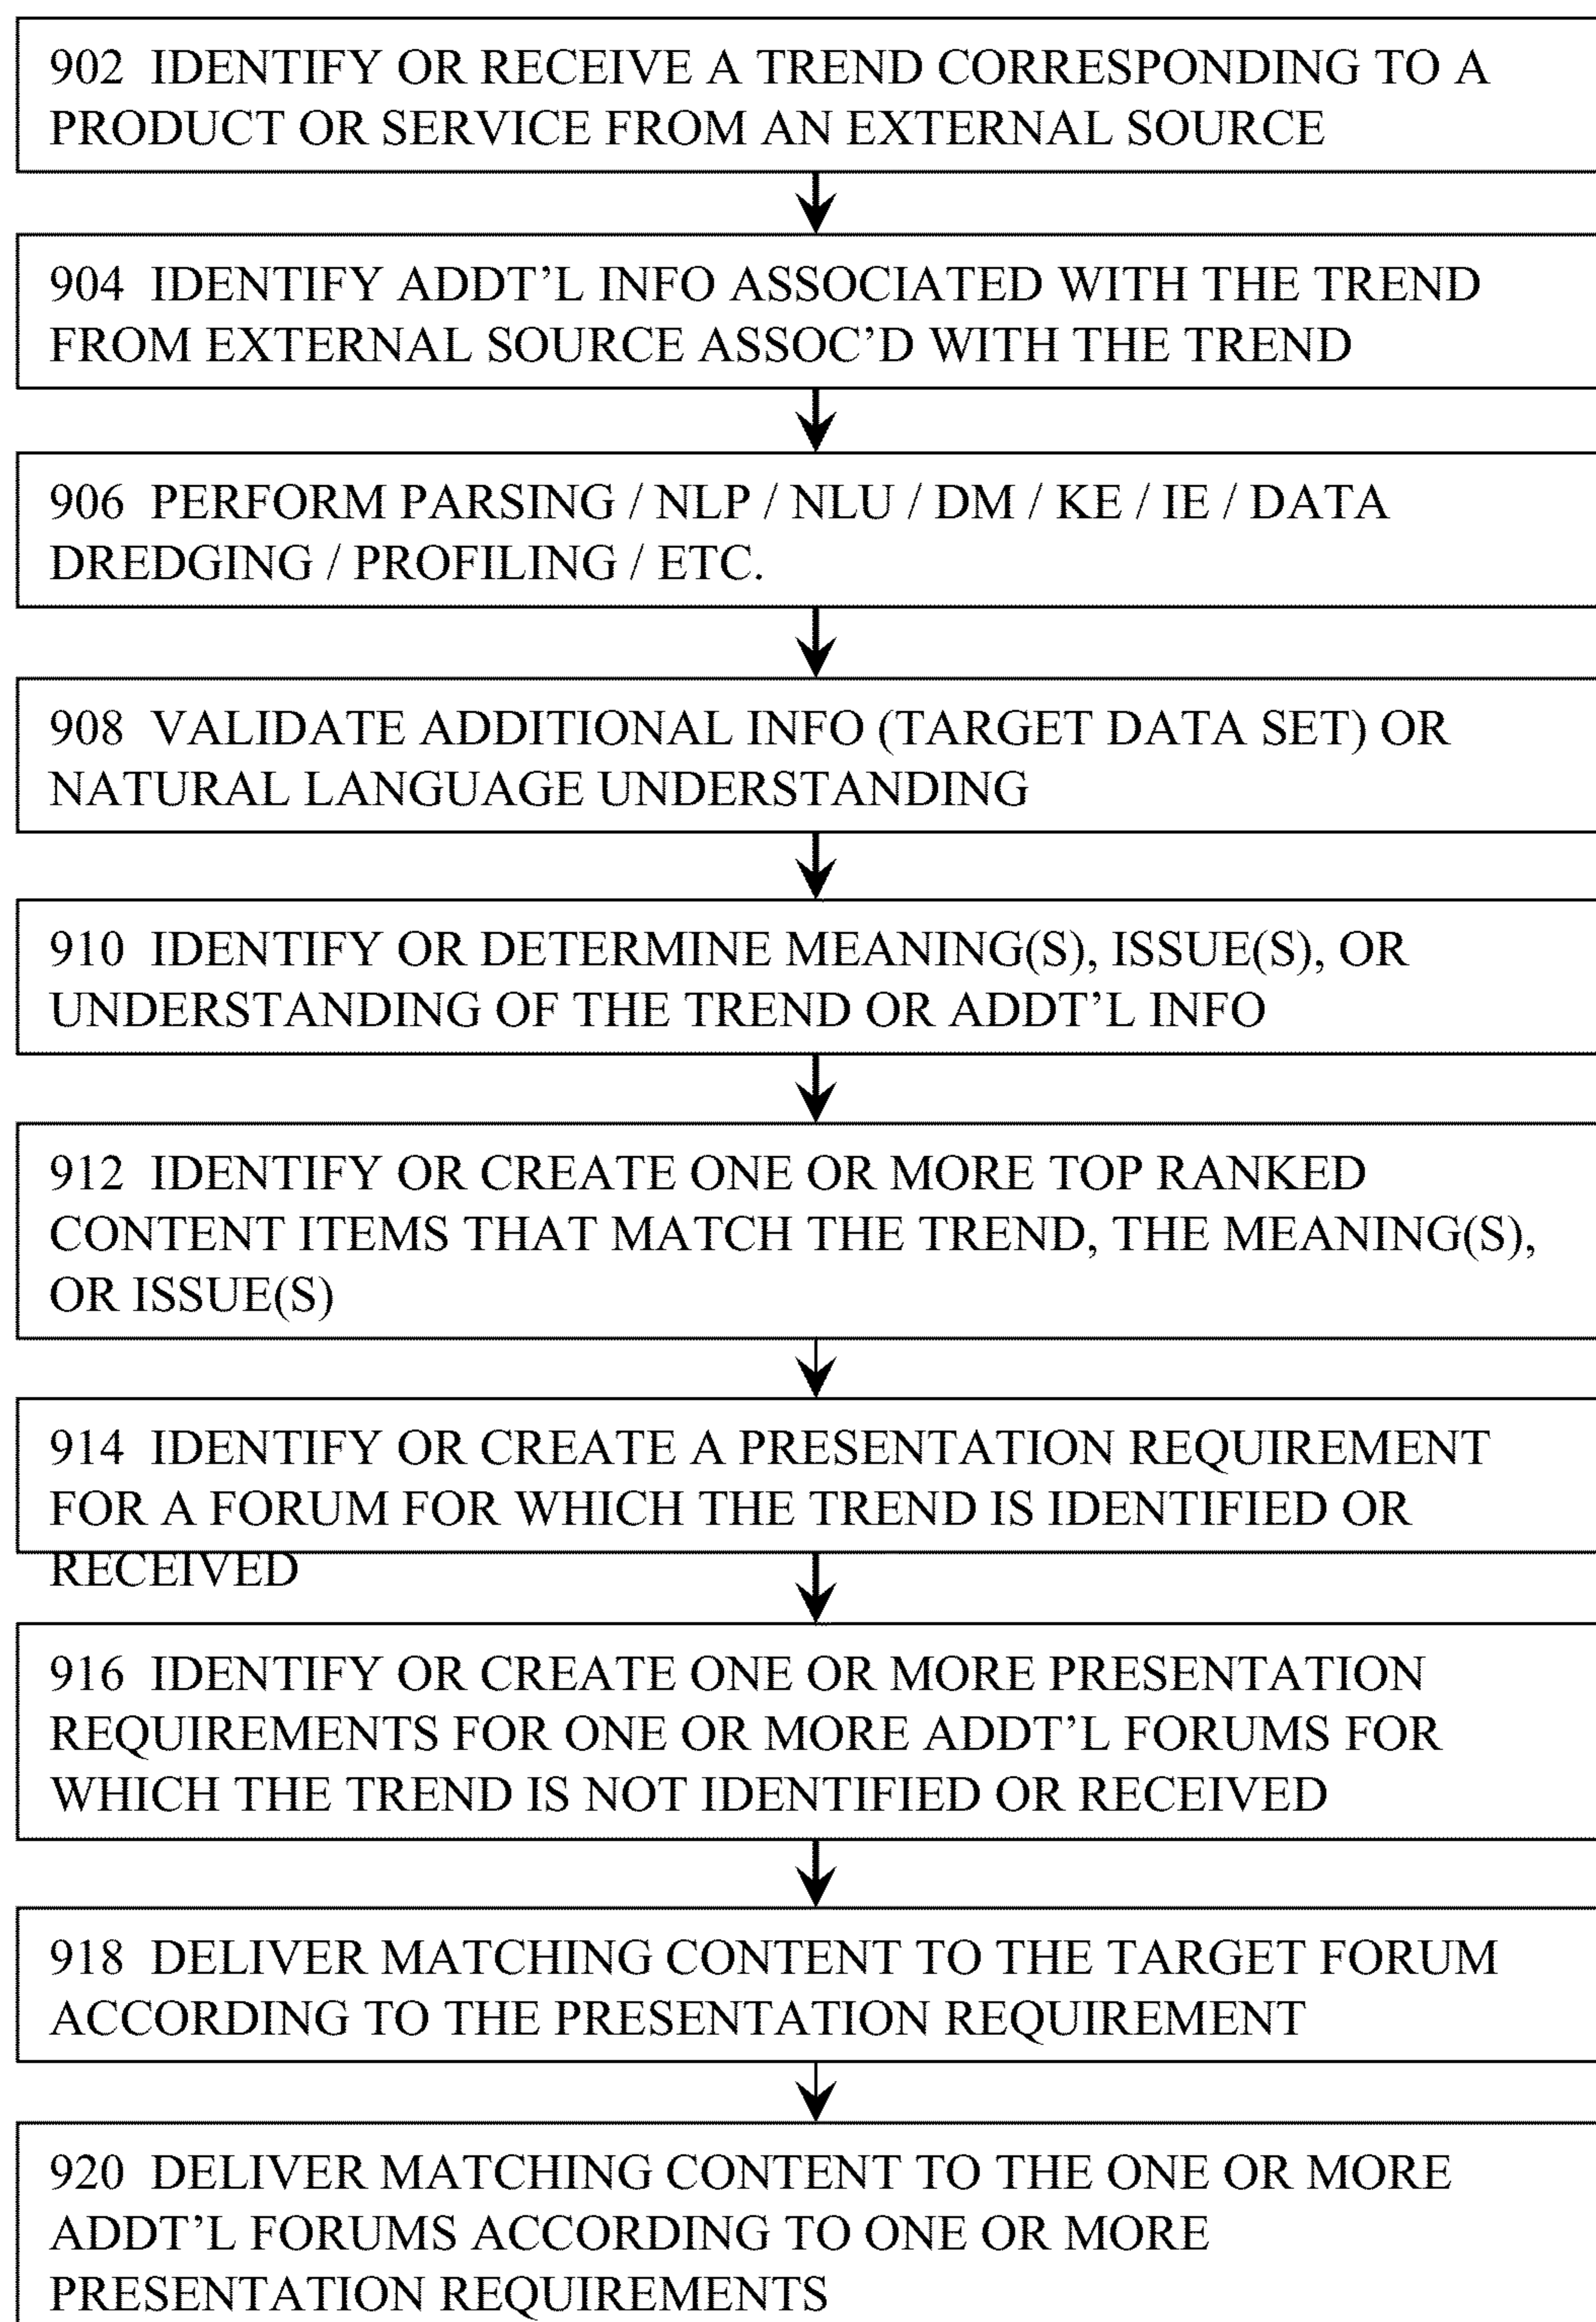 902 IDENTIFY OR RECEIVE A TREND CORRESPONDING TO A
PRODUCT OR SERVICE FROM AN EXTERNAL SOURCE
904 IDENTIFY ADDT’L INFO ASSOCIATED WITH THE TREND
FROM EXTERNAL SOURCE ASSOC’D WITH THE TREND
906 PERFORM PARSING / NLP / NLU / DM / KE / IE / DATA
DREDGING / PROFILING / ETC.
908 VALIDATE ADDITIONAL INFO (TARGET DATA SET) OR
NATURAL LANGUAGE UNDERSTANDING
910 IDENTIFY OR DETERMINE MEANING(S), ISSUE(S), OR
UNDERSTANDING OF THE TREND OR ADDT’L INFO
912 IDENTIFY OR CREATE ONE OR MORE TOP RANKED
CONTENT ITEMS THAT MATCH THE TREND, THE MEANING(S),
OR ISSUE(S)
914 IDENTIFY OR CREATE A PRESENTATION REQUIREMENT
FOR A FORUM FOR WHICH THE TREND IS IDENTIFIED OR
RECEIVED
916 IDENTIFY OR CREATE ONE OR MORE PRESENTATION
REQUIREMENTS FOR ONE OR MORE ADDT’L FORUMS FOR
WHICH THE TREND IS NOT IDENTIFIED OR RECEIVED
918 DELIVER MATCHING CONTENT TO THE TARGET FORUM
ACCORDING TO THE PRESENTATION REQUIREMENT
920 DELIVER MATCHING CONTENT TO THE ONE OR MORE
ADDT’L FORUMS ACCORDING TO ONE OR MORE
PRESENTATION REQUIREMENTS